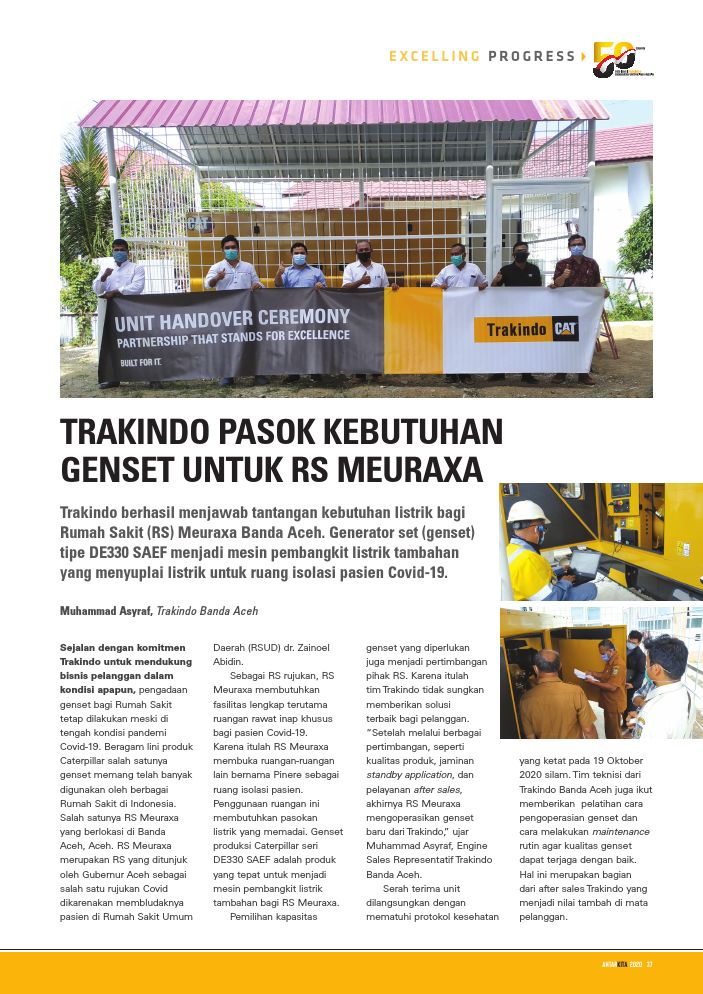 EXCELLING PROGRESS
50
CAT
UNIT HANDOVER CEREMONY
PARTNERSHIP THAT STANDS FOR EXCELLENCE
BUILT FOR IT.
Trakindo CAT
TRAKINDO PASOK KEBUTUHAN
GENSET UNTUK RS MEURAXA
Trakindo berhasil menjawab tantangan kebutuhan listrik bagi
Rumah Sakit (RS) Meuraxa Banda Aceh. Generator set (genset)
tipe DE330 SAEF menjadi mesin pembangkit listrik tambahan
yang menyuplai listrik untuk ruang isolasi pasien Covid-19.
Muhammad Asyraf, Trakindo Banda Aceh
Sejalan dengan komitmen
Trakindo untuk mendukung
bisnis pelanggan dalam
kondisi apapun, pengadaan
genset bagi Rumah Sakit
tetap dilakukan meski di
tengah kondisi pandemi
Covid-19. Beragam lini produk
Caterpillar salah satunya
genset memang telah banyak
digunakan oleh berbagai
Rumah Sakit di Indonesia.
Salah satunya RS Meuraxa
yang berlokasi di Banda
Aceh, Aceh. RS Meuraxa
merupakan RS yang ditunjuk
oleh Gubernur Aceh sebagai
salah satu rujukan Covid
dikarenakan membludaknya
pasien di Rumah Sakit Umum
Daerah (RSUD) dr. Zainoel
Abidin.
Sebagai RS rujukan, RS
Meuraxa membutuhkan
fasilitas lengkap terutama
ruangan rawat inap khusus
bagi pasien Covid-19.
Karena itulah RS Meuraxa
membuka ruangan-ruangan
lain bernama Pinere sebagai
ruang isolasi pasien.
Penggunaan ruangan ini
membutuhkan pasokan
listrik yang memadai. Genset
produksi Caterpillar seri
DE330 SAEF adalah produk
yang tepat untuk menjadi
mesin pembangkit listrik
tambahan bagi RS Meuraxa.
Pemilihan kapasitas
genset yang diperlukan
juga menjadi pertimbangan
pihak RS. Karena itulah
tim Trakindo tidak sungkan
memberikan solusi
terbaik bagi pelanggan.
"Setelah melalui berbagai
pertimbangan, seperti
kualitas produk, jaminan
standby application, dan
pelayanan after sales,
akhirnya RS Meuraxa
mengoperasikan genset
baru dari Trakindo," ujar
Muhammad Asyraf, Engine
Sales Representatif Trakindo
Banda Aceh.
Serah terima unit
dilangsungkan dengan
mematuhi protokol kesehatan
yang ketat pada 19 Oktober
2020 silam. Tim teknisi dari
Trakindo Banda Aceh juga ikut
memberikan pelatihan cara
pengoperasian genset dan
cara melakukan maintenance
rutin agar kualitas genset
dapat terjaga dengan baik.
Hal ini merupakan bagian
dari after sales Trakindo yang
menjadi nilai tambah di mata
pelanggan.
ANTARKITA 2020 37